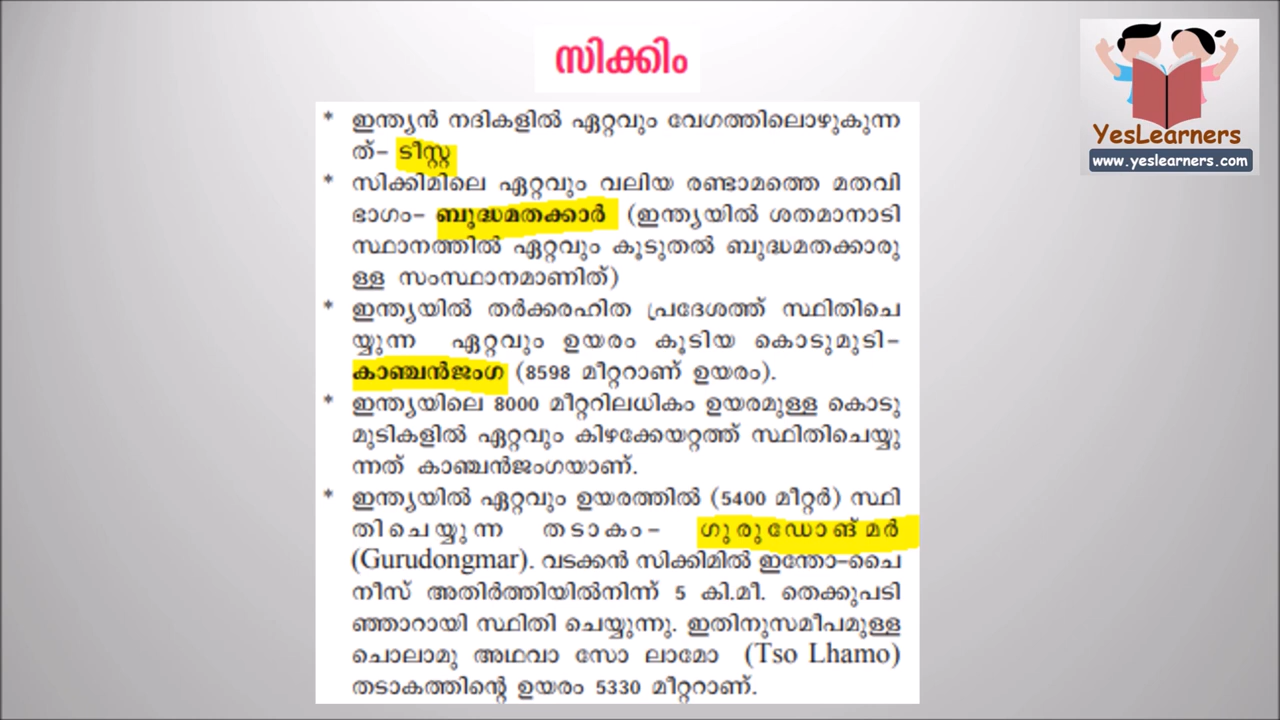 സിക്കിം
YesLearners
www.yeslearners.com
* ഇന്ത്യൻ നദികളിൽ ഏറ്റവും വേഗത്തിലൊഴുകുന്ന
ത്- ടീസ്റ്റ
* സിക്കിമിലെ ഏറ്റവും വലിയ രണ്ടാമത്തെ മതവി
ഭാഗം- ബുദ്ധമതക്കാർ (ഇന്ത്യയിൽ ശതമാനാടി
സ്ഥാനത്തിൽ ഏറ്റവും കൂടുതൽ ബുദ്ധമതക്കാരു
ള്ള സംസ്ഥാനമാണിത്)
* ഇന്ത്യയിൽ തർക്കരഹിത പ്രദേശത്ത് സ്ഥിതിചെ
യ്യുന്ന ഏറ്റവും ഉയരം കൂടിയ കൊടുമുടി-
കാഞ്ചൻജംഗ (8598 മീറ്ററാണ് ഉയരം).
* ഇന്ത്യയിലെ 8000 മീറ്ററിലധികം ഉയരമുള്ള കൊടു
മുടികളിൽ ഏറ്റവും കിഴക്കേയറ്റത്ത് സ്ഥിതിചെയ്യു
ന്നത് കാഞ്ചൻജംഗയാണ്.
* ഇന്ത്യയിൽ ഏറ്റവും ഉയരത്തിൽ (5400 മീറ്റർ) സ്ഥി
തിചെയ്യുന്ന തടാകം- ഗുരുഡോങ്മർ
(Gurudongmar). വടക്കൻ സിക്കിമിൽ ഇന്തോ-ചൈ
നീസ് അതിർത്തിയിൽനിന്ന് 5 കി.മീ. തെക്കുപടി
ഞ്ഞാറായി സ്ഥിതി ചെയ്യുന്നു. ഇതിനുസമീപമുള്ള
ചൊലാമു അഥവാ സോ ലാമോ (Tso Lhamo)
തടാകത്തിന്റെ ഉയരം 5330 മീറ്ററാണ്.